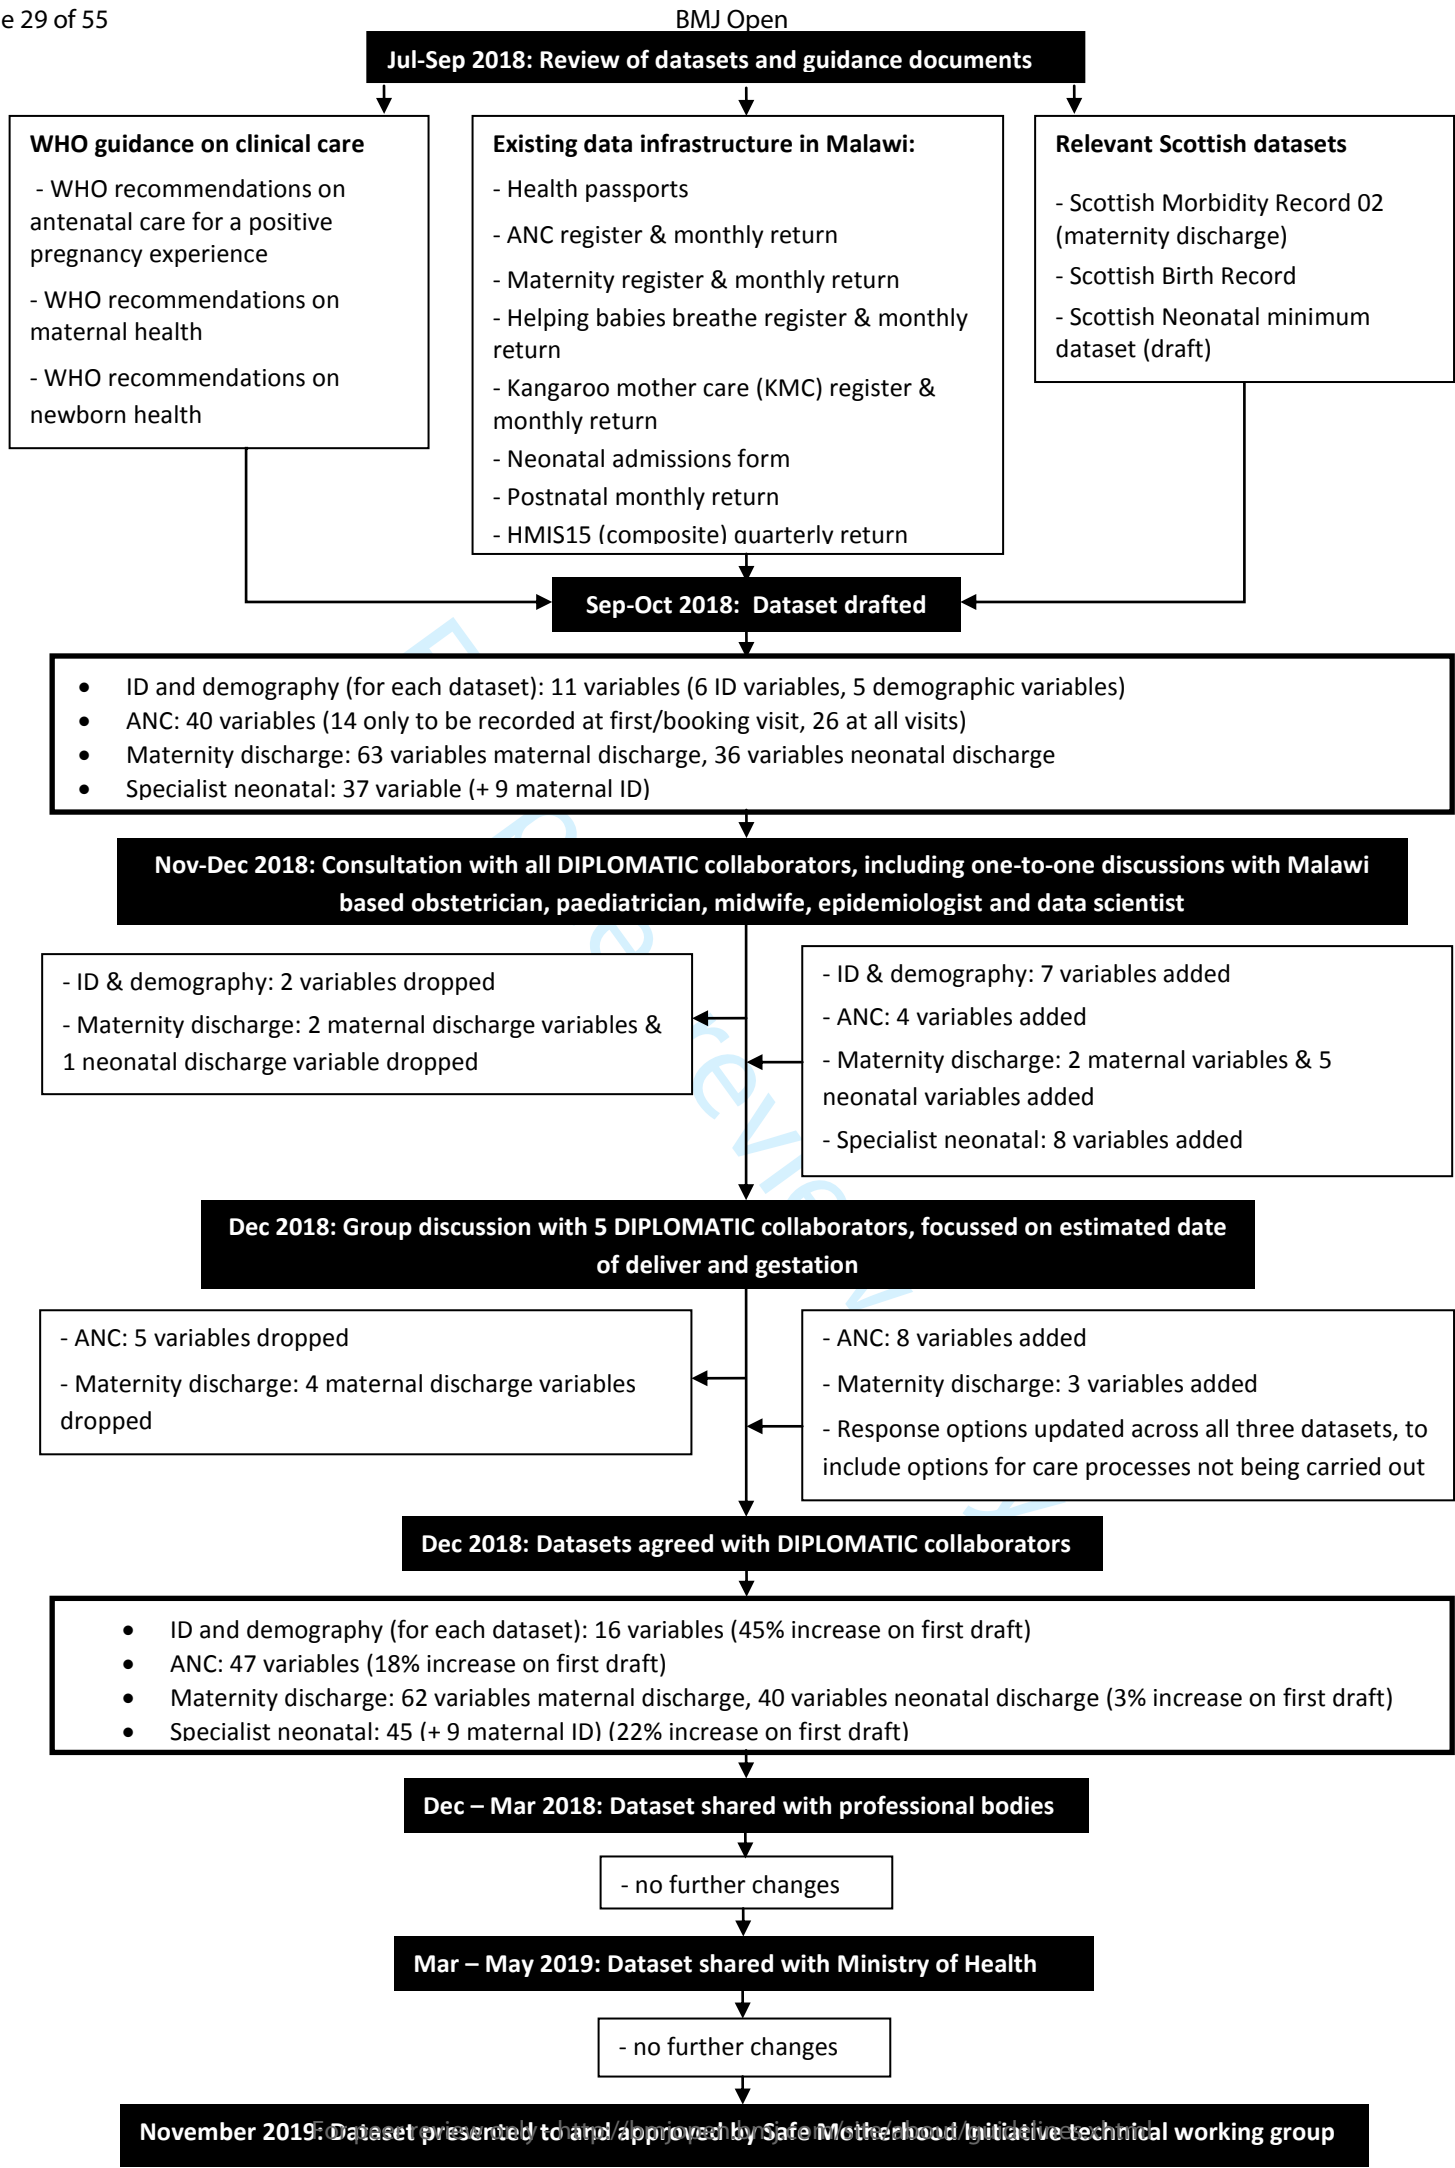 e 29 of 55
BMJ Open
Jul-Sep 2018: Review of datasets and guidance documents
WHO guidance on clinical care
- WHO recommendations on
antenatal care for a positive
pregnancy experience
- WHO recommendations on
maternal health
- WHO recommendations on
newborn health
Existing data infrastructure in Malawi:
- Health passports
- ANC register & monthly return
- Maternity register & monthly return
- Helping babies breathe register & monthly
return
- Kangaroo mother care (KMC) register &
monthly return
- Neonatal admissions form
- Postnatal monthly return
- HMIS15 (composite) quarterly return
Relevant Scottish datasets
- Scottish Morbidity Record 02
(maternity discharge)
- Scottish Birth Record
- Scottish Neonatal minimum
dataset (draft)
Sep-Oct 2018: Dataset drafted
• ID and demography (for each dataset): 11 variables (6 ID variables, 5 demographic variables)
• ANC: 40 variables (14 only to be recorded at first/booking visit, 26 at all visits)
• Maternity discharge: 63 variables maternal discharge, 36 variables neonatal discharge
• Specialist neonatal: 37 variable (+ 9 maternal ID)
Nov-Dec 2018: Consultation with all DIPLOMATIC collaborators, including one-to-one discussions with Malawi
based obstetrician, paediatrician, midwife, epidemiologist and data scientist
- ID & demography: 2 variables dropped
- Maternity discharge: 2 maternal discharge variables &
1 neonatal discharge variable dropped
- ID & demography: 7 variables added
- ANC: 4 variables added
- Maternity discharge: 2 maternal variables & 5
neonatal variables added
- Specialist neonatal: 8 variables added
Dec 2018: Group discussion with 5 DIPLOMATIC collaborators, focussed on estimated date
of deliver and gestation
- ANC: 5 variables dropped
- Maternity discharge: 4 maternal discharge variables
dropped
- ANC: 8 variables added
- Maternity discharge: 3 variables added
- Response options updated across all three datasets, to
include options for care processes not being carried out
Dec 2018: Datasets agreed with DIPLOMATIC collaborators
• ID and demography (for each dataset): 16 variables (45% increase on first draft)
• ANC: 47 variables (18% increase on first draft)
• Maternity discharge: 62 variables maternal discharge, 40 variables neonatal discharge (3% increase on first draft)
• Specialist neonatal: 45 (+ 9 maternal ID) (22% increase on first draft)
Dec – Mar 2018: Dataset shared with professional bodies
- no further changes
Mar – May 2019: Dataset shared with Ministry of Health
- no further changes
November 2019: Dataset presented to and approved by Safe Motherhood Initiative technical working group
For peer review only - http://bmjopen.bmj.com/site/about/guidelines.xhtml